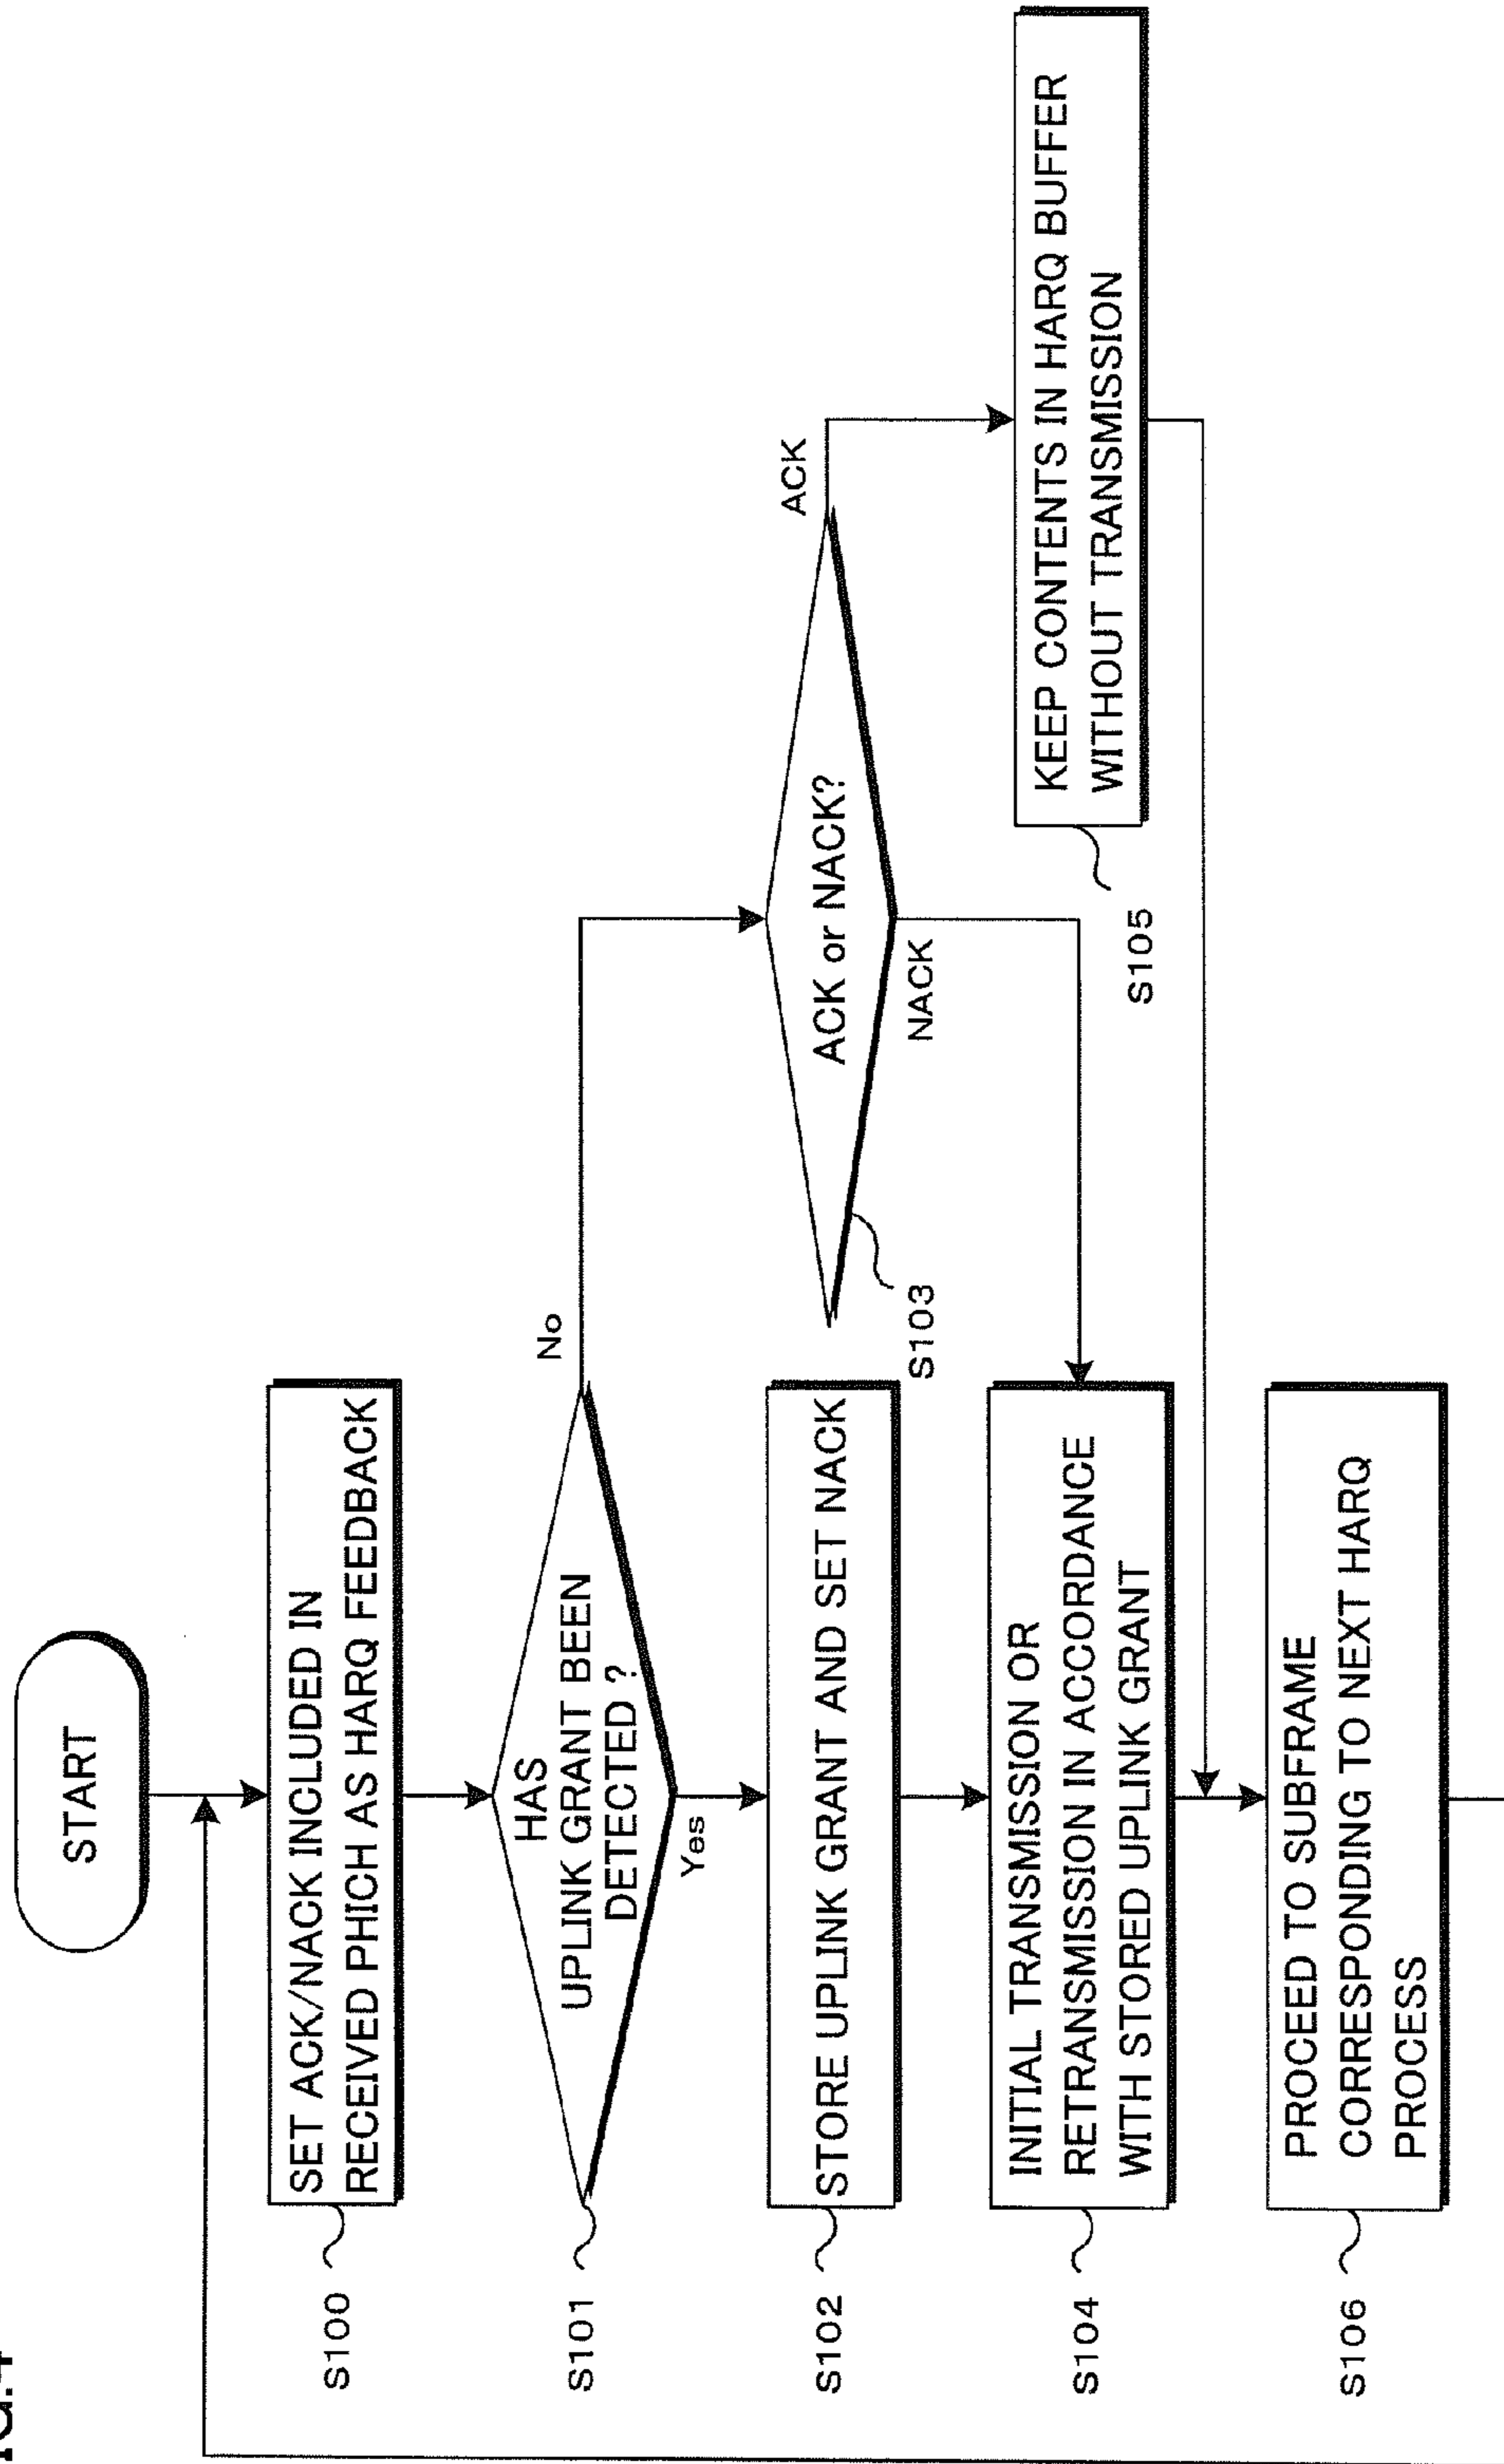 START
S100
SET ACK/NACK INCLUDED IN
RECEIVED PHICH AS HARQ FEEDBACK
S101
HAS
UPLINK GRANT BEEN
DETECTED ?
No
Yes
S102
STORE UPLINK GRANT AND SET NACK
S103
ACK or NACK?
ACK
NACK
S104
INITIAL TRANSMISSION OR
RETRANSMISSION IN ACCORDANCE
WITH STORED UPLINK GRANT
S105
KEEP CONTENTS IN HARQ BUFFER
WITHOUT TRANSMISSION
S106
PROCEED TO SUBFRAME
CORRESPONDING TO NEXT HARQ
PROCESS